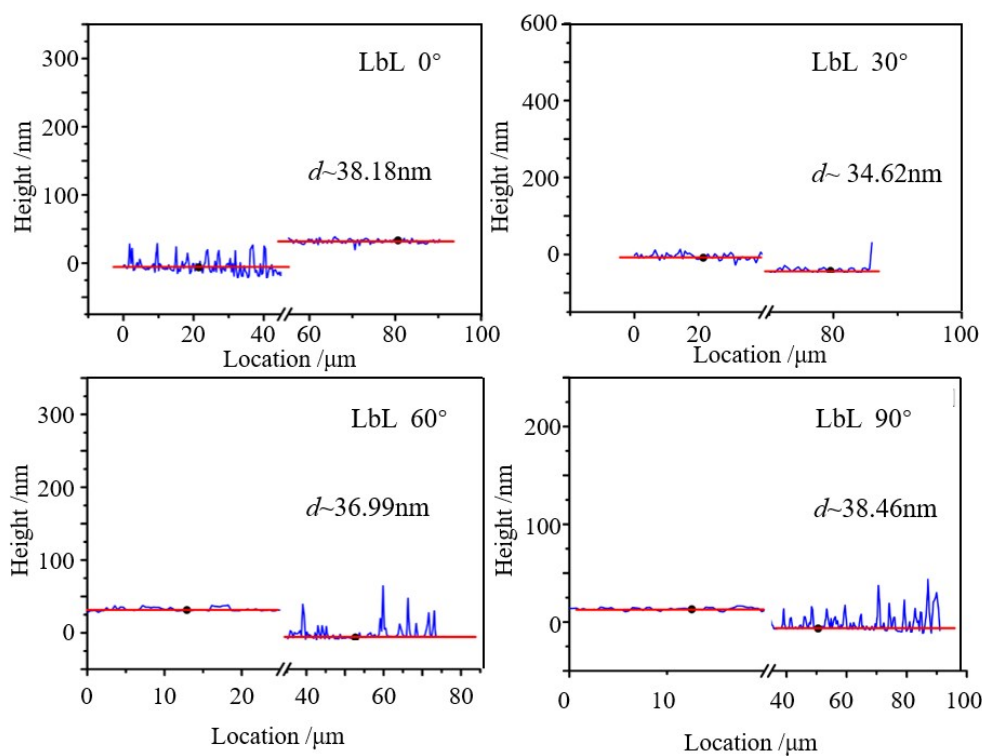 LbL 0°
d~38.18nm
Height /nm
300
200
100
0
0 20 40 60 80 100
Location /μm
LbL 30°
d~ 34.62nm
Height /nm
600
400
200
0
0 20 80 100
Location /μm
LbL 60°
d~36.99nm
Height /nm
300
200
100
0
0 10 20 40 60 80
Location /μm
LbL 90°
d~38.46nm
Height /nm
200
100
0
0 10 40 60 80 100
Location /μm